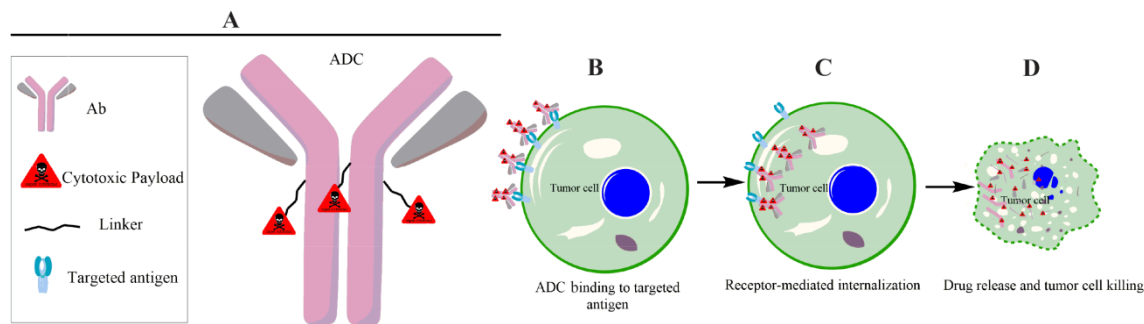 A
ADC
Ab
Cytotoxic Payload
Linker
Targeted antigen
B
Tumor cell
ADC binding to targeted
antigen
C
Tumor cell
Receptor-mediated internalization
D
Tumor cell
Drug release and tumor cell killing